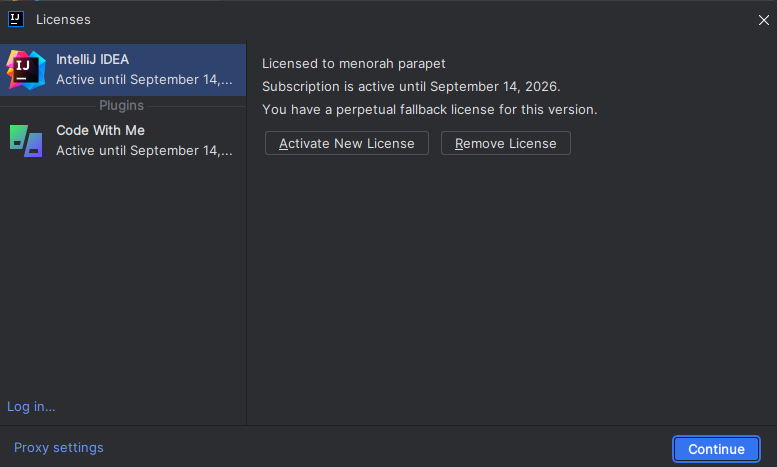 Licenses
IntelliJ IDEA
Active until September 14,...
Plugins
Code With Me
Active until September 14,...
Log in...
Licensed to menorah parapet
Subscription is active until September 14, 2026.
You have a perpetual fallback license for this version.
Activate New License
Remove License
Proxy settings
Continue
IJ
IJ